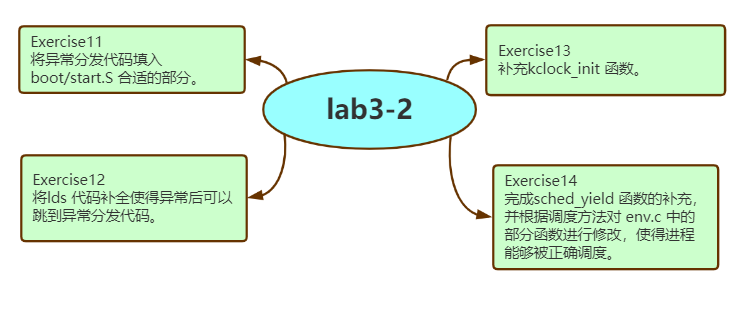 Exercise11
将异常分发代码填入
boot/start.S 合适的部分。
Exercise13
补充kclock_init 函数。
lab3-2
Exercise12
将lds 代码补全使得异常后可以
跳到异常分发代码。
Exercise14
完成sched_yield 函数的补充，
并根据调度方法对 env.c 中的
部分函数进行修改，使得进程
能够被正确调度。